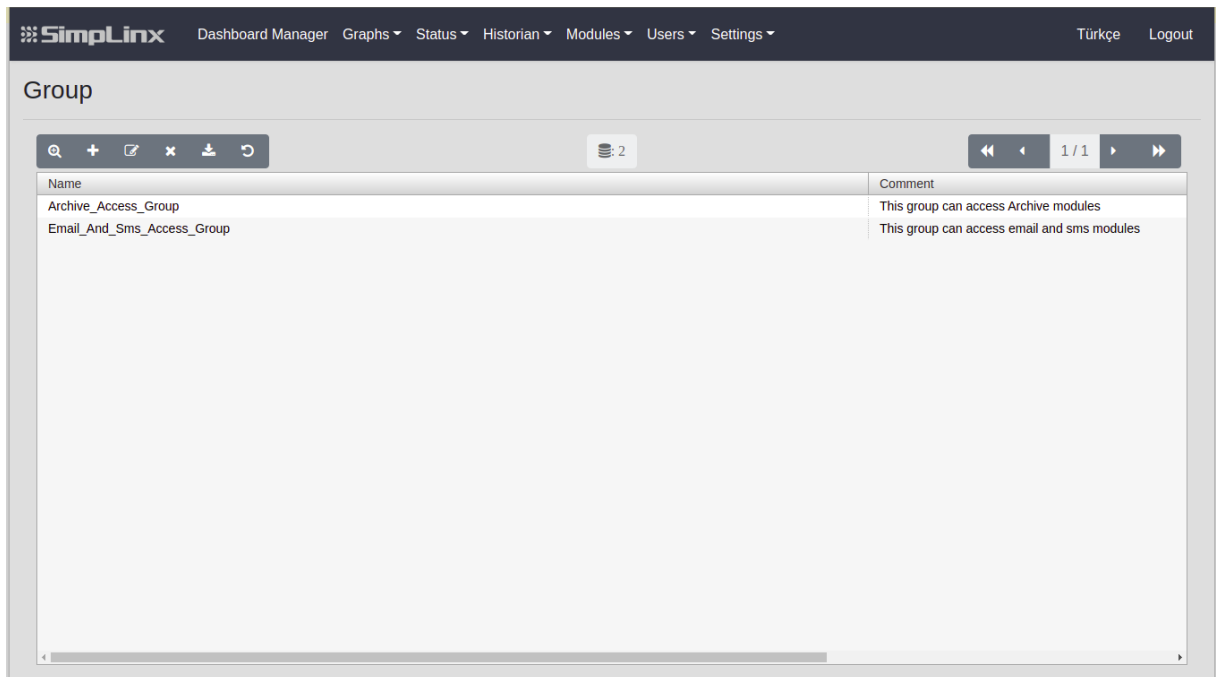 SimpLinx Dashboard Manager Graphs Status Historian Modules Users Settings Türkçe Logout
Group
: 2 1 / 1
Name Comment
Archive_Access_Group This group can access Archive modules
Email_And_Sms_Access_Group This group can access email and sms modules